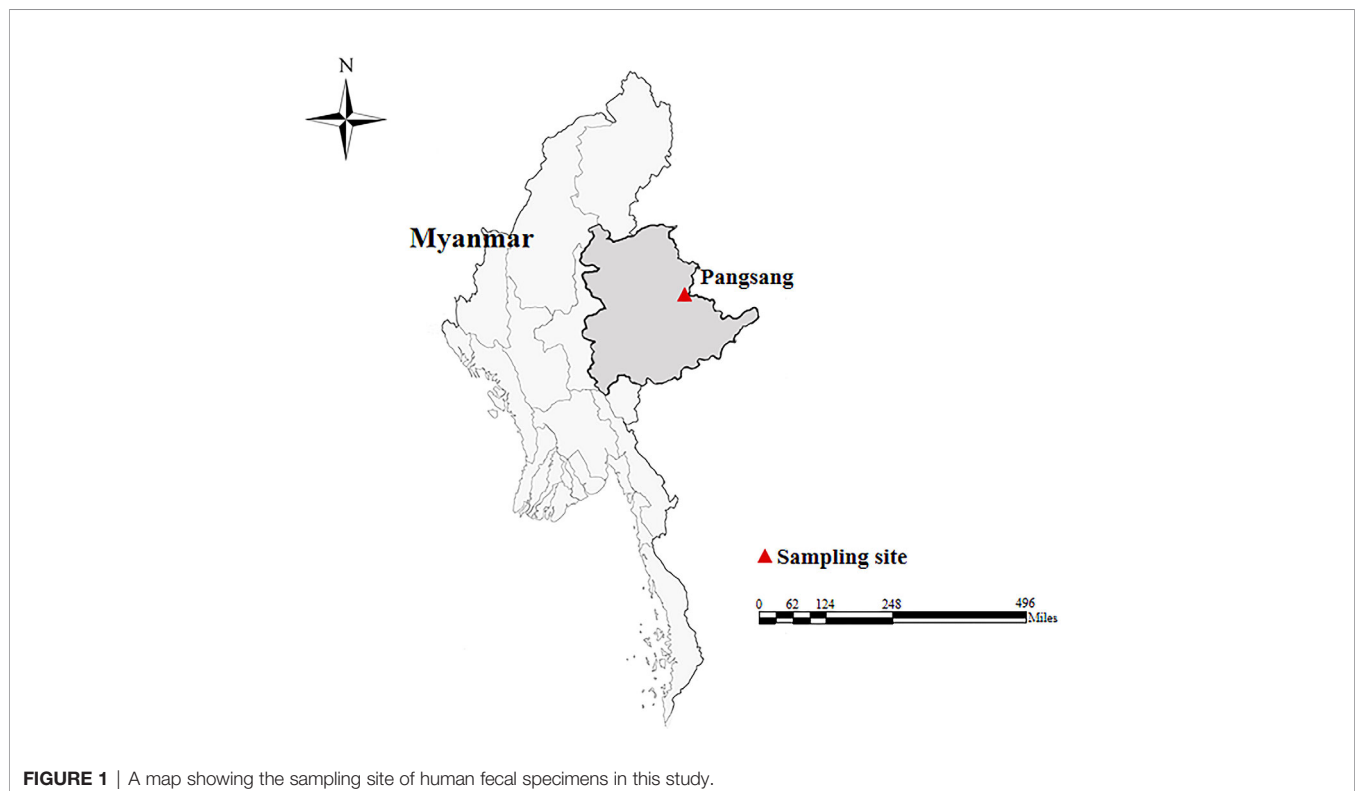 N
Myanmar
Pangsang
Sampling site
0 62 124 248 496
Miles
FIGURE 1 | A map showing the sampling site of human fecal specimens in this study.